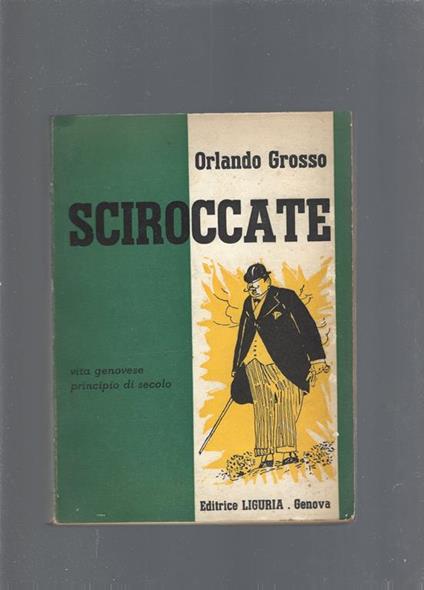 Orlando Grosso
SCIROCCATE
vita genovese
principio di secolo
Editrice LIGURIA . Genova